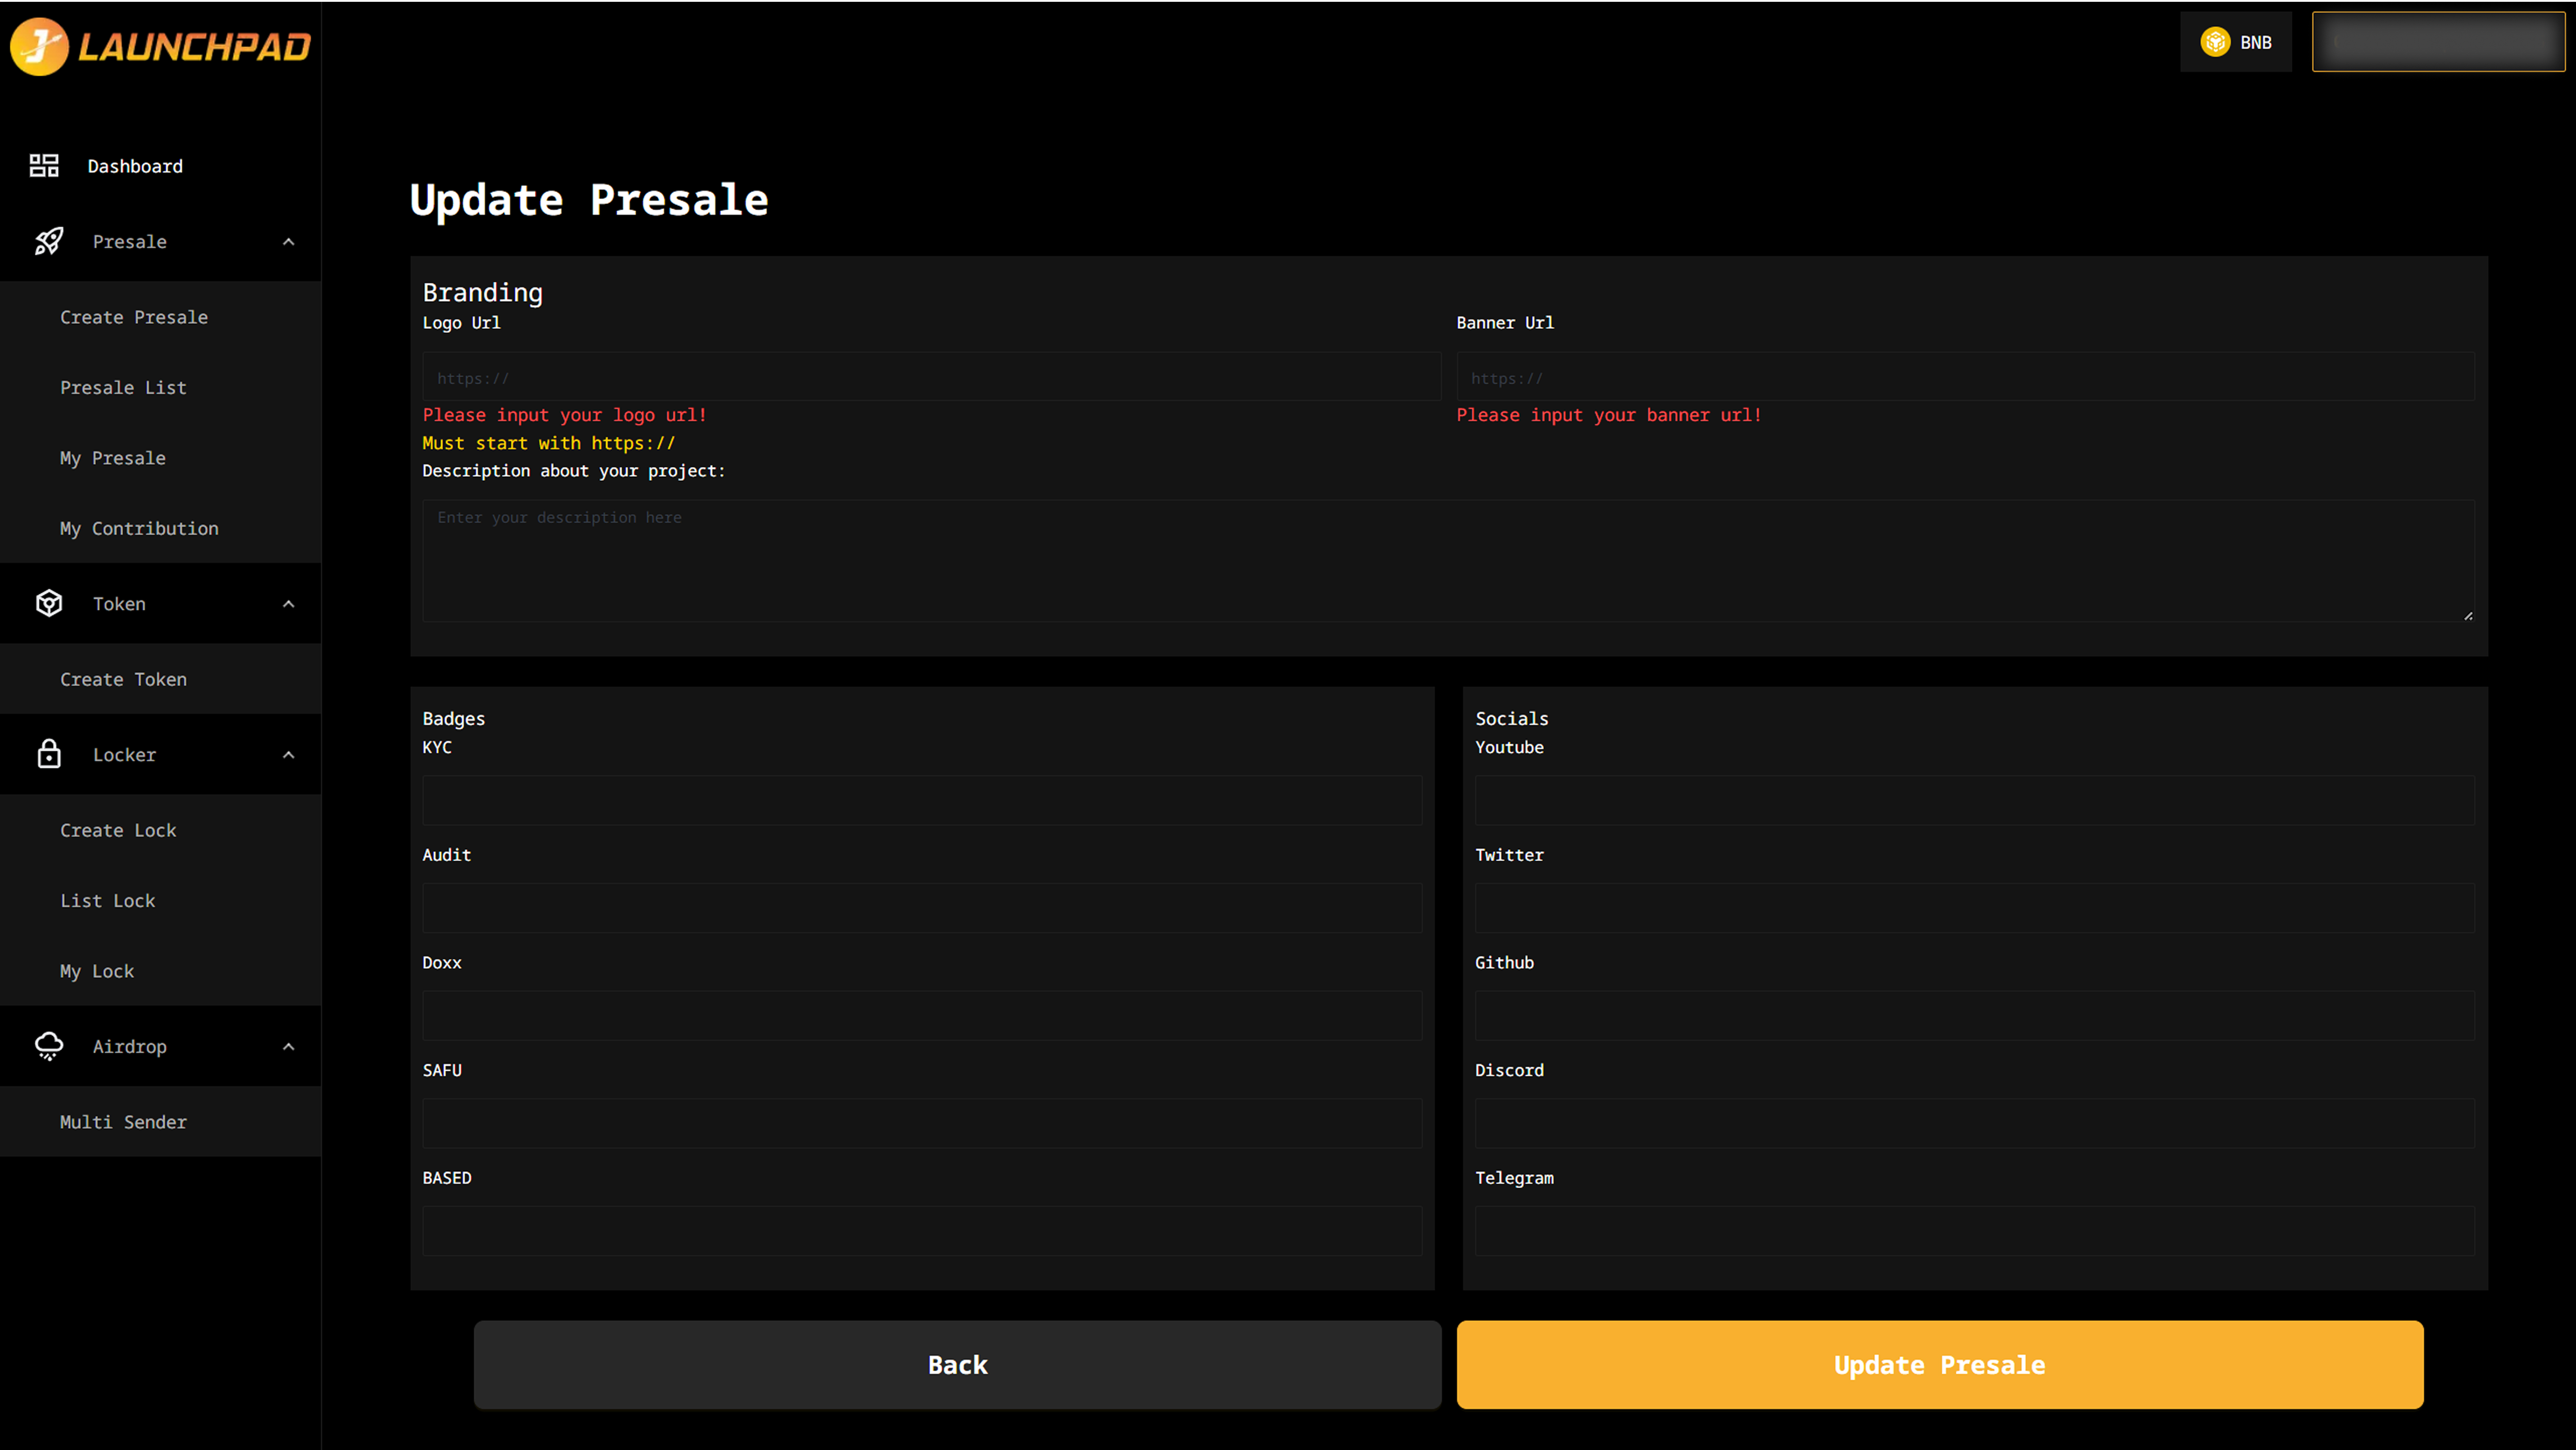 LAUNCHPAD
BNB
Dashboard
Presale
Create Presale
Presale List
My Presale
My Contribution
Token
Create Token
Locker
Create Lock
List Lock
My Lock
Airdrop
Multi Sender
Update Presale
Branding
Logo Url
https://
Please input your logo url!
Must start with https://
Banner Url
https://
Please input your banner url!
Description about your project:
Enter your description here
Badges
KYC
Audit
Doxx
SAFU
BASED
Socials
Youtube
Twitter
Github
Discord
Telegram
Back
Update Presale